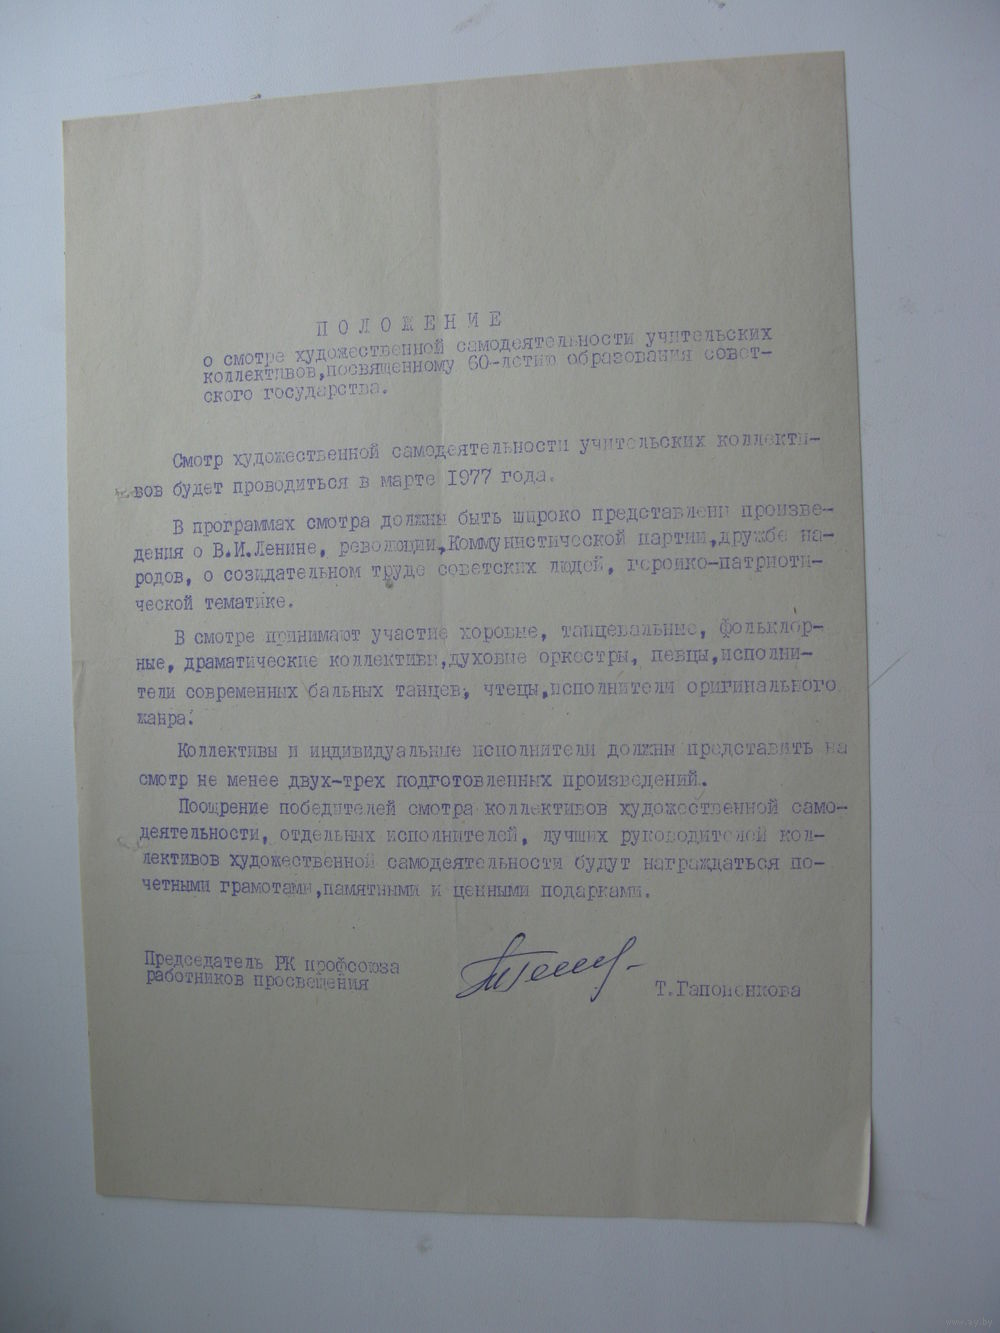 ПОЛОЖЕНИЕ
о смотре художественной самодеятельности учительских
коллективов,посвященному 60-летию образования совет-
ского государства.
Смотр художественной самодеятельности учительских коллекти-
вов будет проводиться в марте 1977 года.
В программах смотра должны быть широко представлены произве-
дения о В.И.Ленине, революции,Коммунистической партии,дружбе на-
родов, о созидательном труде советских людей, героико-патриоти-
ческой тематике.
В смотре принимают участие хоровые, танцевальные, фольклор-
ные, драматические коллективы,духовые оркестры, певцы,исполни-
тели современных бальных танцев, чтецы,исполнители оригинального
жанра.
Коллективы и индивидуальные исполнители должны представить на
смотр не менее двух-трех подготовленных произведений.
Поощрение победителей смотра коллективов художественной само-
деятельности, отдельных исполнителей, лучших руководителей кол-
лективов художественной самодеятельности будут награждаться по-
четными грамотами,памятными и ценными подарками.
Председатель РК профсоюза
работников просвещения
Т.Гапоненкова
www.ay.by